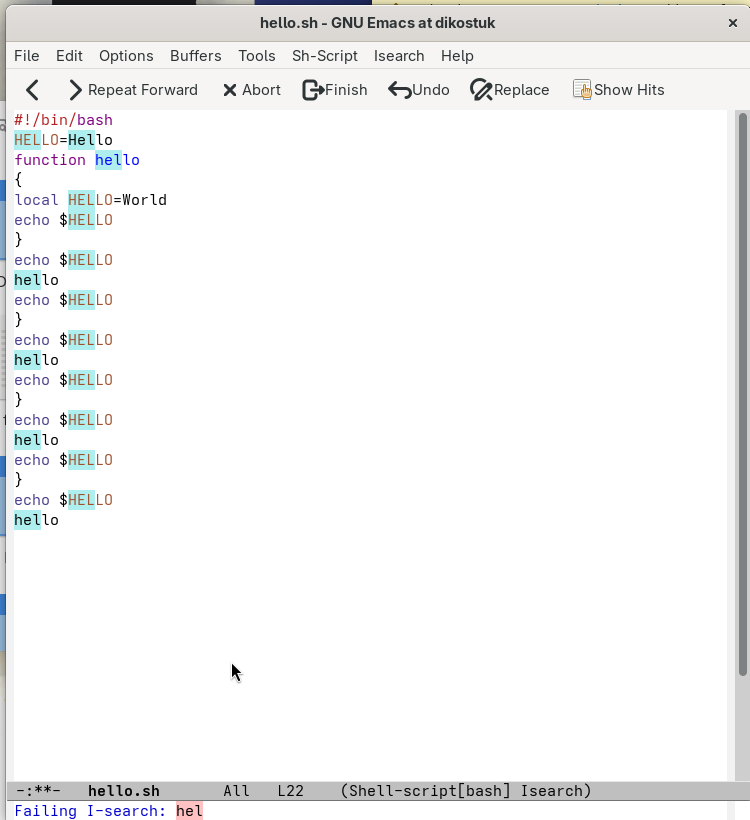 hello.sh - GNU Emacs at dikostuk ×
File Edit Options Buffers Tools Sh-Script Isearch Help
Repeat Forward Abort Finish Undo Replace Show Hits
#!/bin/bash
HELLO=Hello
function hello
{
local HELLO=World
echo $HELLO
}
echo $HELLO
hello
echo $HELLO
}
echo $HELLO
hello
echo $HELLO
}
echo $HELLO
hello
echo $HELLO
}
echo $HELLO
hello
-:**- hello.sh All L22 (Shell-script[bash] Isearch)
Failing I-search: hel